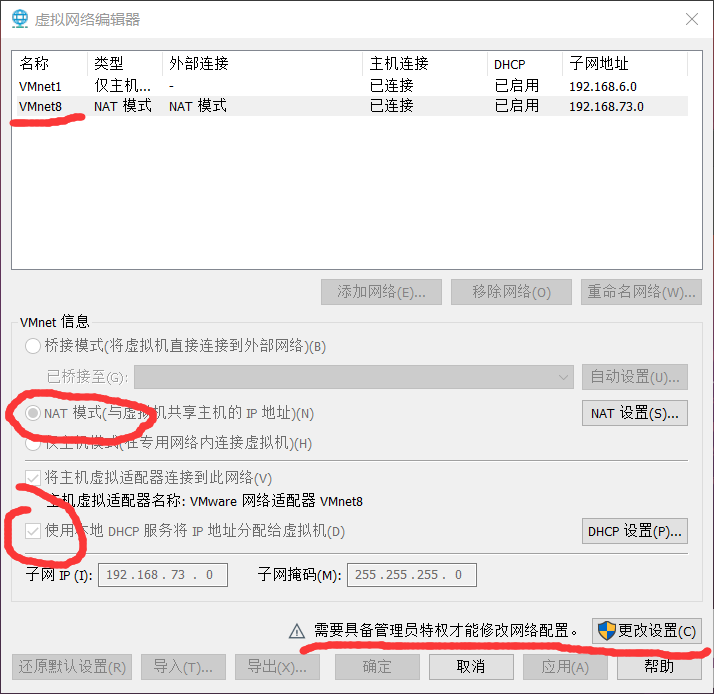 虚拟网络编辑器
名称 类型 外部连接 主机连接 DHCP 子网地址
VMnet1 仅主机... - 已连接 已启用 192.168.6.0
VMnet8 NAT 模式 NAT 模式 已连接 已启用 192.168.73.0
添加网络(E)... 移除网络(O) 重命名网络(W)...
VMnet 信息
桥接模式(将虚拟机直接连接到外部网络)(B)
已桥接至(G): 自动设置(U)...
NAT 模式(与虚拟机共享主机的 IP 地址)(N) NAT 设置(S)...
仅主机模式(在专用网络内连接虚拟机)(H)
将主机虚拟适配器连接到此网络(V)
主机虚拟适配器名称: VMware 网络适配器 VMnet8
使用本地 DHCP 服务将 IP 地址分配给虚拟机(D) DHCP 设置(P)...
子网 IP (I): 192.168.73.0 子网掩码(M): 255.255.255.0
需要具备管理员特权才能修改网络配置。 更改设置(C)
还原默认设置(R) 导入(T)... 导出(X)... 确定 取消 应用(A) 帮助